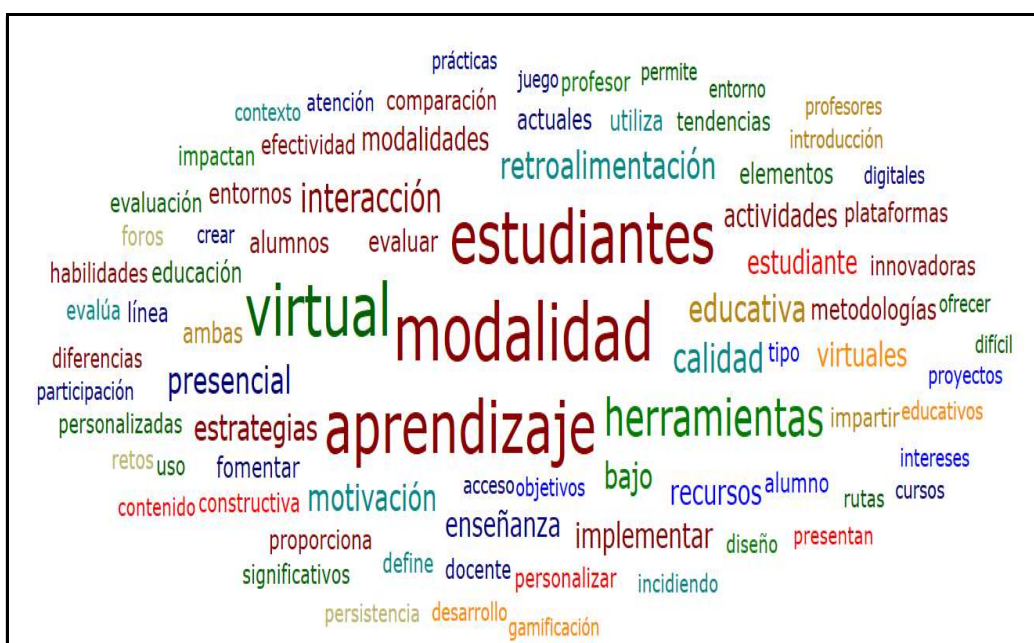 prácticas
juego profesor permite
entorno
contexto atención comparación
profesores
actuales utiliza tendencias
introducción
impactan efectividad modalidades
retroalimentación elementos digitales
evaluación entornos interacción
estudiantes actividades plataformas
foros crear alumnos evaluar
habilidades educación
estudiante innovadoras
evalúa línea
virtual modalidad educativa metodologías ofrecer
ambas
diferencias
calidad tipo virtuales difícil
participación presencial
proyectos
personalizadas estrategias aprendizaje herramientas impartir educativos
retos uso fomentar
bajo intereses
contenido constructiva motivación acceso objetivos recursos alumno rutas cursos
proporciona enseñanza implementar diseño presentan
significativos define docente personalizar incidiendo
persistencia desarrollo
gamificación